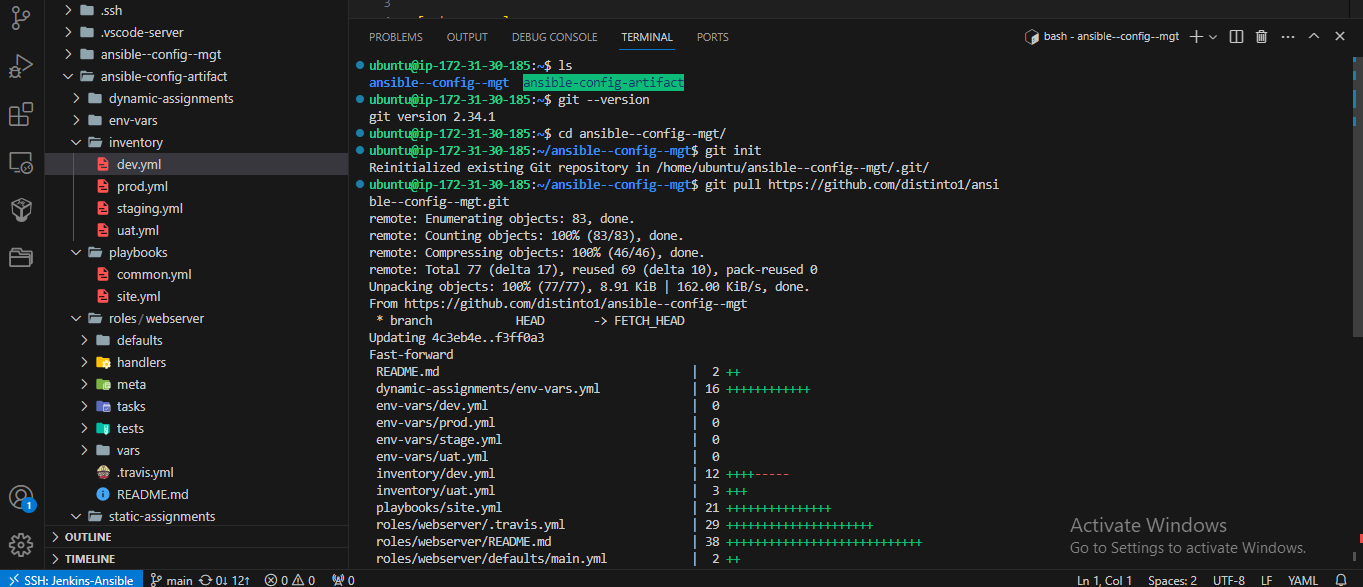 .ssh
.vscode-server
ansible--config--mgt
ansible-config-artifact
dynamic-assignments
env-vars
inventory
dev.yml
prod.yml
staging.yml
uat.yml
playbooks
common.yml
site.yml
roles / webserver
defaults
handlers
meta
tasks
tests
vars
.travis.yml
README.md
static-assignments
OUTLINE
TIMELINE
1
3
PROBLEMS OUTPUT DEBUG CONSOLE TERMINAL PORTS
bash - ansible--config--mgt
ubuntu@ip-172-31-30-185:~$ ls
ansible--config--mgt ansible-config-artifact
ubuntu@ip-172-31-30-185:~$ git --version
git version 2.34.1
ubuntu@ip-172-31-30-185:~$ cd ansible--config--mgt/
ubuntu@ip-172-31-30-185:~/ansible--config--mgt$ git init
Reinitialized existing Git repository in /home/ubuntu/ansible--config--mgt/.git/
ubuntu@ip-172-31-30-185:~/ansible--config--mgt$ git pull https://github.com/distinto1/ansi
ble--config--mgt.git
remote: Enumerating objects: 83, done.
remote: Counting objects: 100% (83/83), done.
remote: Compressing objects: 100% (46/46), done.
remote: Total 77 (delta 17), reused 69 (delta 10), pack-reused 0
Unpacking objects: 100% (77/77), 8.91 KiB | 162.00 KiB/s, done.
From https://github.com/distinto1/ansible--config--mgt
* branch HEAD -> FETCH_HEAD
Updating 4c3eb4e..f3ff0a3
Fast-forward
README.md | 2 ++
dynamic-assignments/env-vars.yml | 16 ++++++++++++
env-vars/dev.yml | 0
env-vars/prod.yml | 0
env-vars/stage.yml | 0
env-vars/uat.yml | 0
inventory/dev.yml | 12 ++++-----
inventory/uat.yml | 3 +++
playbooks/site.yml | 21 +++++++++++++++
roles/webserver/.travis.yml | 29 +++++++++++++++++++++
roles/webserver/README.md | 38 ++++++++++++++++++++++++++++
roles/webserver/defaults/main.yml | 2 ++
Activate Windows
Go to Settings to activate Windows.
SSH: Jenkins-Ansible main 0↓ 12↑ 0 0 0 Ln 1, Col 1 Spaces: 2 UTF-8 LF YAML